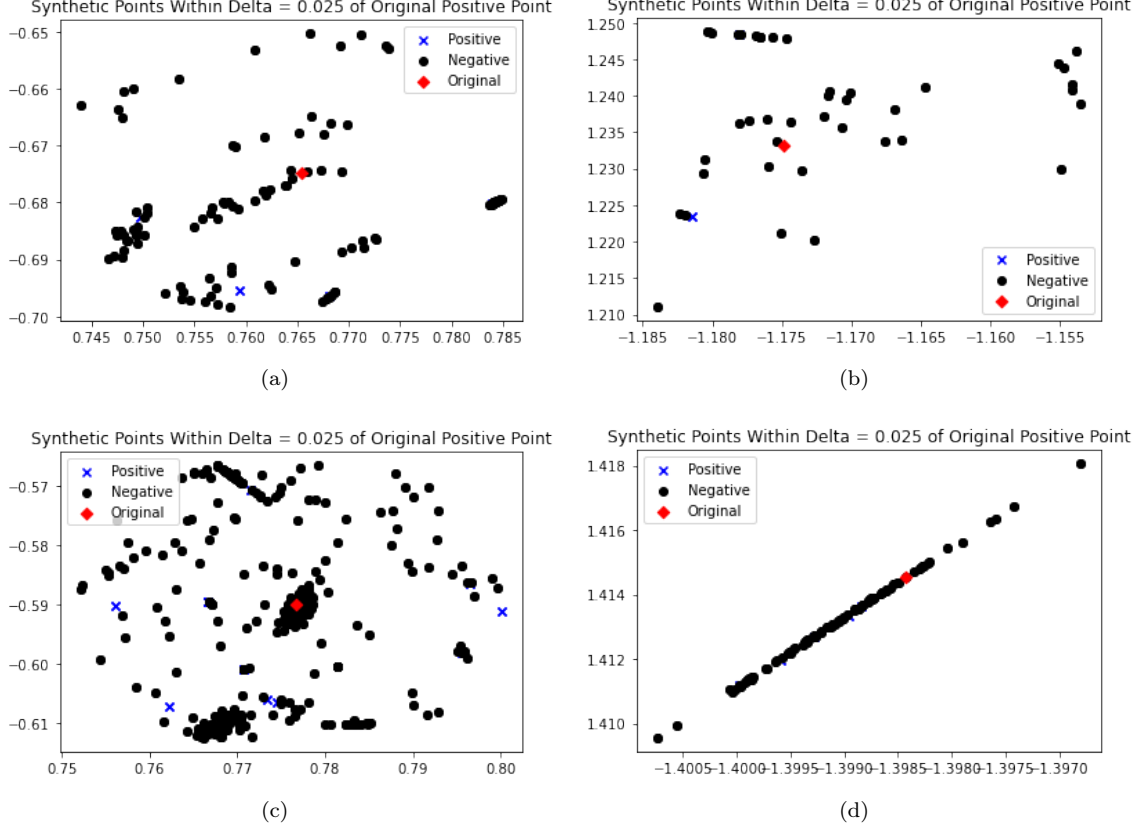 Synthetic Points Within Delta = 0.025 of Original Positive Point
−0.65
−0.66
−0.67
−0.68
−0.69
−0.70
Positive
Negative
Original
0.745 0.750 0.755 0.760 0.765 0.770 0.775 0.780 0.785
(a)
Synthetic Points Within Delta = 0.025 of Original Positive Point
1.250
1.245
1.240
1.235
1.230
1.225
1.220
1.215
1.210
Positive
Negative
Original
−1.185 −1.180 −1.175 −1.170 −1.165 −1.160 −1.155
(b)
Synthetic Points Within Delta = 0.025 of Original Positive Point
Positive
Negative
Original
−0.57
−0.58
−0.59
−0.60
−0.61
0.75 0.76 0.77 0.78 0.79 0.80
(c)
Synthetic Points Within Delta = 0.025 of Original Positive Point
Positive
Negative
Original
1.418
1.416
1.414
1.412
1.410
−1.4005 −1.4000 −1.3995 −1.3990 −1.3985 −1.3980 −1.3975 −1.3970
(d)